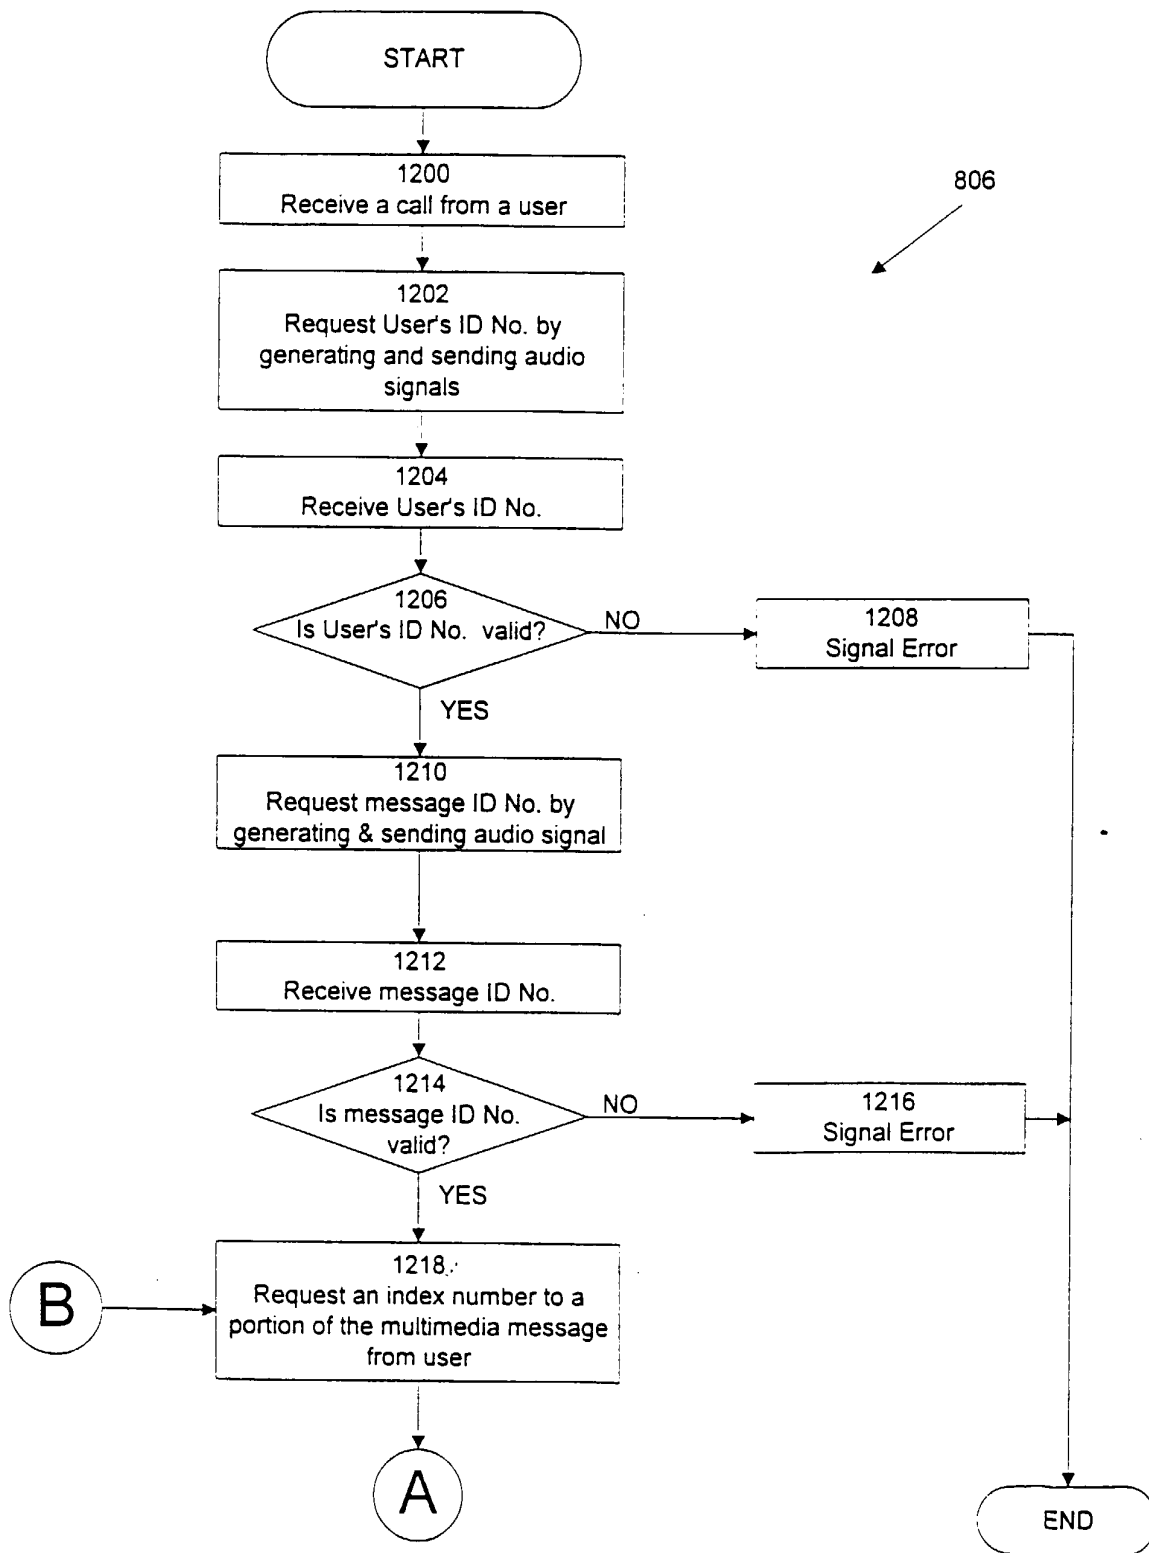 START
1200
Receive a call from a user
806
1202
Request User's ID No. by
generating and sending audio
signals
1204
Receive User's ID No.
1206
Is User's ID No. valid?
NO
1208
Signal Error
YES
1210
Request message ID No. by
generating & sending audio signal
1212
Receive message ID No.
1214
Is message ID No.
valid?
NO
1216
Signal Error
YES
1218
Request an index number to a
portion of the multimedia message
from user
B
A
END